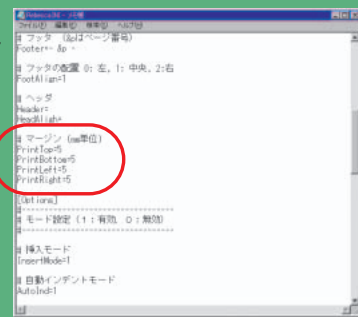 ファイル(F) 編集(E) 検索(S) ヘルプ(H)
# フッタ (&pはページ番号)
Footer=- &p -
# フッタの配置 0: 左, 1: 中央, 2:右
FootAlign=1
# ヘッダ
Header=
HeadAlign=
# マージン (mm単位)
PrintTop=5
PrintBottom=5
PrintLeft=5
PrintRight=5
[Options]
#--------------------------------
# モード設定 (1 : 有効, 0 : 無効)
#--------------------------------
# 挿入モード
InsertMode=1
# 自動インデントモード
AutoInd=1